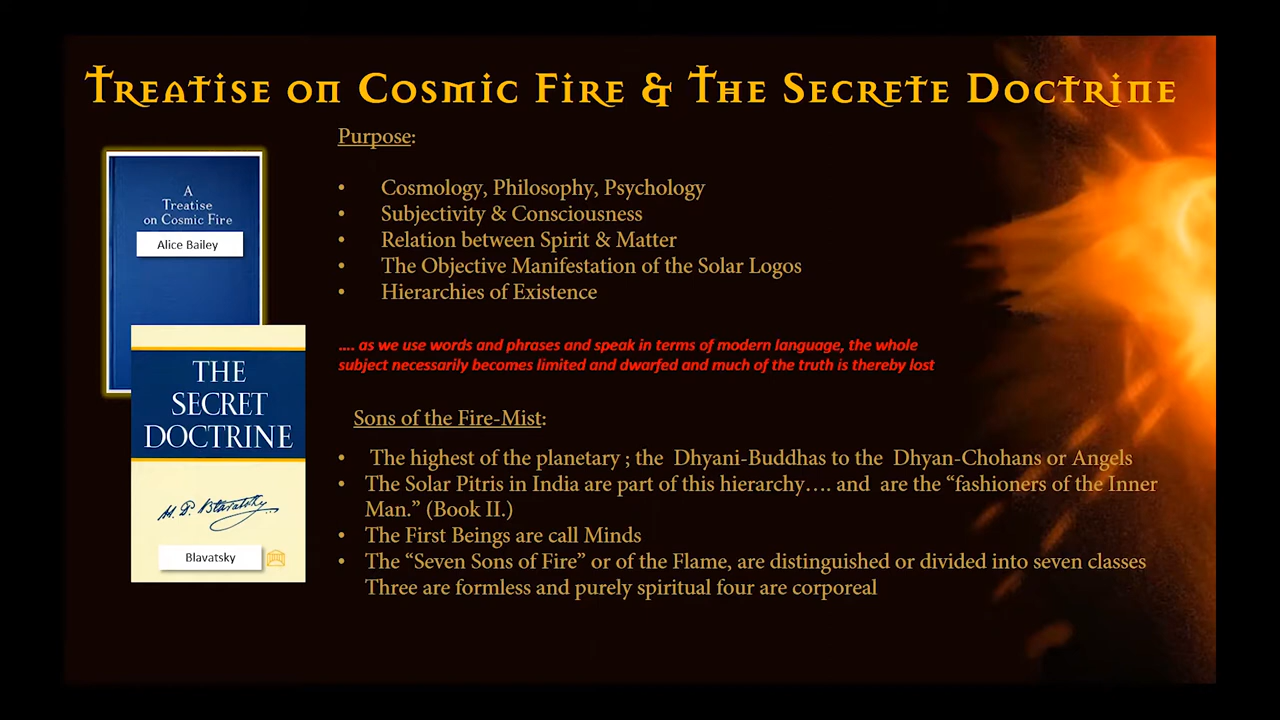 Treatise on Cosmic Fire & The Secrete Doctrine
A
Treatise
on Cosmic Fire
Alice Bailey
THE
SECRET
DOCTRINE
H. P. Blavatsky
Blavatsky
Purpose:
• Cosmology, Philosophy, Psychology
• Subjectivity & Consciousness
• Relation between Spirit & Matter
• The Objective Manifestation of the Solar Logos
• Hierarchies of Existence
.... as we use words and phrases and speak in terms of modern language, the whole
subject necessarily becomes limited and dwarfed and much of the truth is thereby lost
Sons of the Fire-Mist:
• The highest of the planetary ; the Dhyani-Buddhas to the Dhyan-Chohans or Angels
• The Solar Pitris in India are part of this hierarchy…. and are the “fashioners of the Inner
Man.” (Book II.)
• The First Beings are call Minds
• The “Seven Sons of Fire” or of the Flame, are distinguished or divided into seven classes
Three are formless and purely spiritual four are corporeal